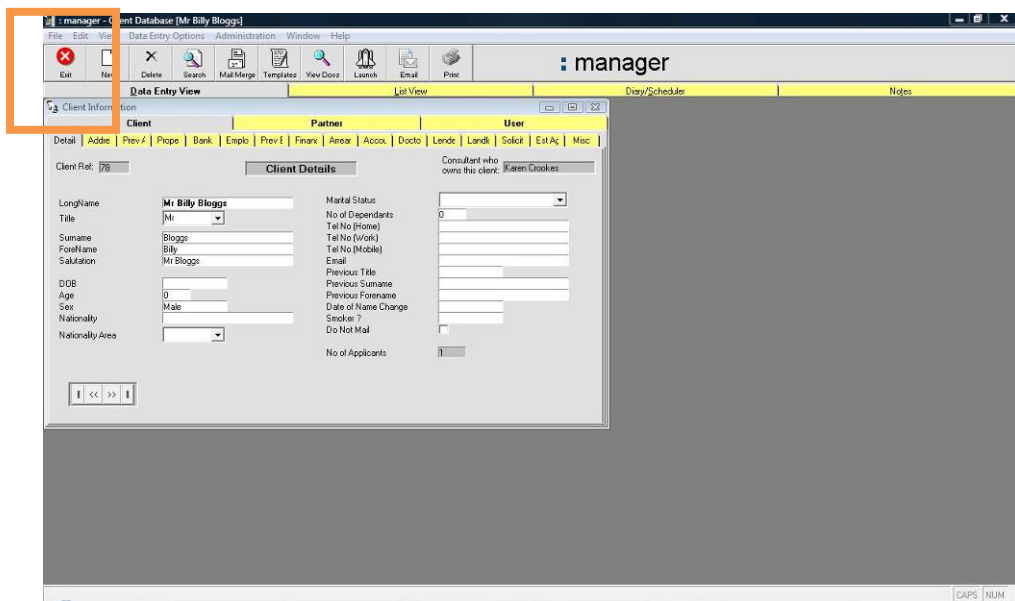 : manager - Client Database [Mr Billy Bloggs]
File Edit View Data Entry Options Administration Window Help
Exit New Delete Search Mail Merge Templates View Docs Launch Email Print
: manager
Data Entry View List View Diary/Scheduler Notes
Client Information
Client Partner User
Detail Addre Prev A Prope Bank Emplo Prev E Financ Arrear Accou Docto Lende Landk Solicit Est Ag Misc
Client Ref: 78
Client Details
Consultant who owns this client: Karen Crookes
LongName Mr Billy Bloggs
Title Mr
Surname Bloggs
ForeName Billy
Salutation Mr Bloggs
DOB
Age 0
Sex Male
Nationality
Nationality Area
Marital Status
No of Dependants 0
Tel No (Home)
Tel No (Work)
Tel No (Mobile)
Email
Previous Title
Previous Surname
Previous Forename
Date of Name Change
Smoker ?
Do Not Mail
No of Applicants 1
<< >>
CAPS NUM